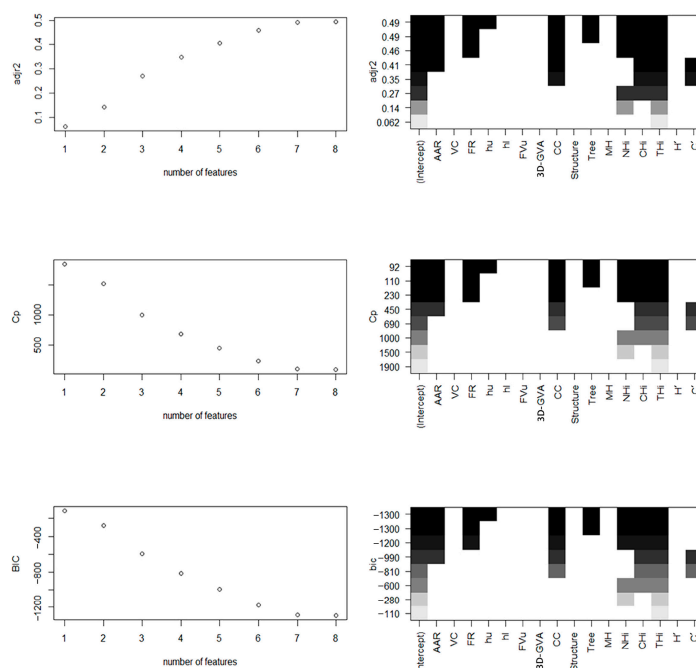 adjr2
0.5
0.4
0.3
0.2
0.1
1 2 3 4 5 6 7 8
number of features
adjr2
0.49
0.49
0.46
0.41
0.35
0.27
0.14
0.062
(Intercept) AAR VC FR hu hl FVu 3D-GVA CC Structure Tree MH NHi CHi THi H'
Cp
1000
500
1 2 3 4 5 6 7 8
number of features
Cp
92
110
230
450
690
1000
1500
1900
(Intercept) AAR VC FR hu hl FVu 3D-GVA CC Structure Tree MH NHi CHi THi H'
BIC
-400
-800
-1200
1 2 3 4 5 6 7 8
number of features
bic
-1300
-1300
-1200
-990
-810
-600
-280
-110
(Intercept) AAR VC FR hu hl FVu 3D-GVA CC Structure Tree MH NHi CHi THi H'